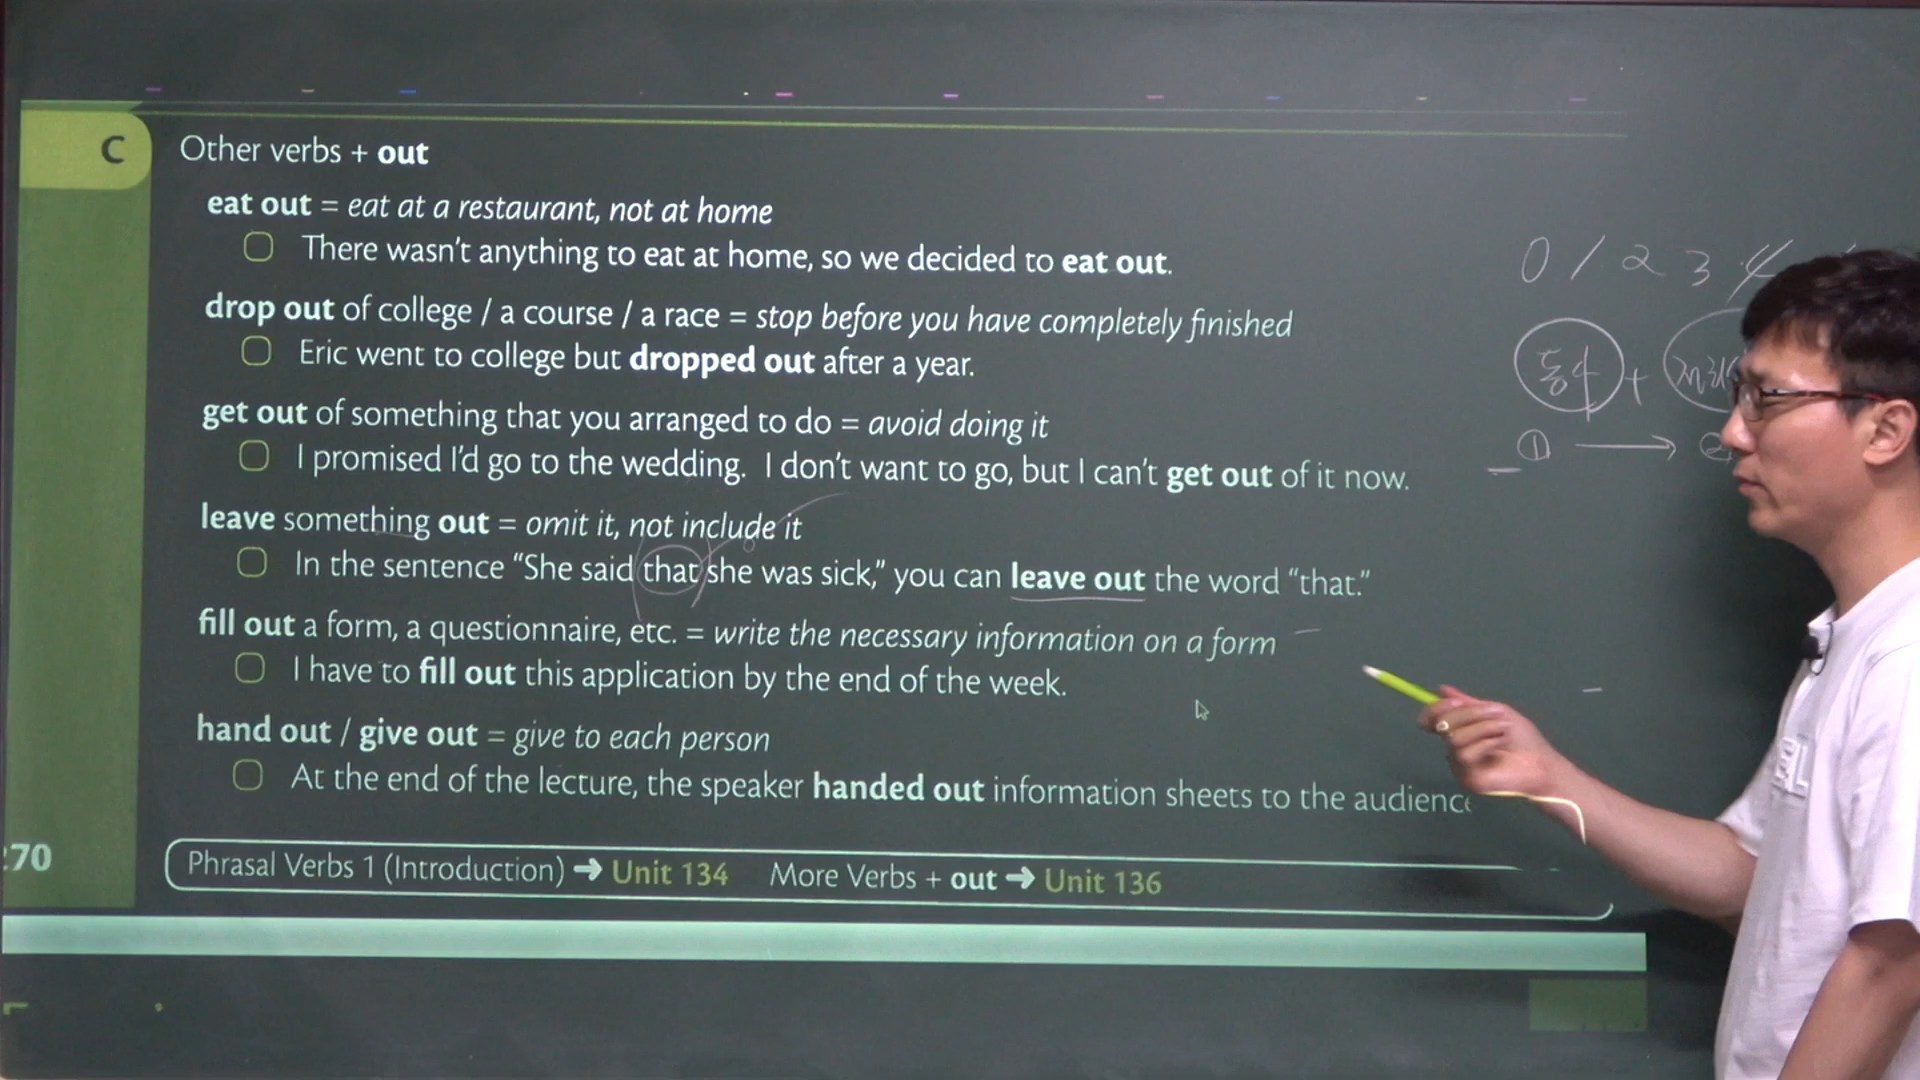 C Other verbs + out
eat out = eat at a restaurant, not at home
There wasn't anything to eat at home, so we decided to eat out.
drop out of college / a course / a race = stop before you have completely finished
Eric went to college but dropped out after a year.
get out of something that you arranged to do = avoid doing it
I promised I'd go to the wedding. I don't want to go, but I can't get out of it now.
leave something out = omit it, not include it
In the sentence “She said that she was sick,” you can leave out the word “that.”
fill out a form, a questionnaire, etc. = write the necessary information on a form
I have to fill out this application by the end of the week.
hand out / give out = give to each person
At the end of the lecture, the speaker handed out information sheets to the audience
270
Phrasal Verbs 1 (Introduction) ➔ Unit 134 More Verbs + out ➔ Unit 136
0 1 2 3 4
동사 +
① → ②